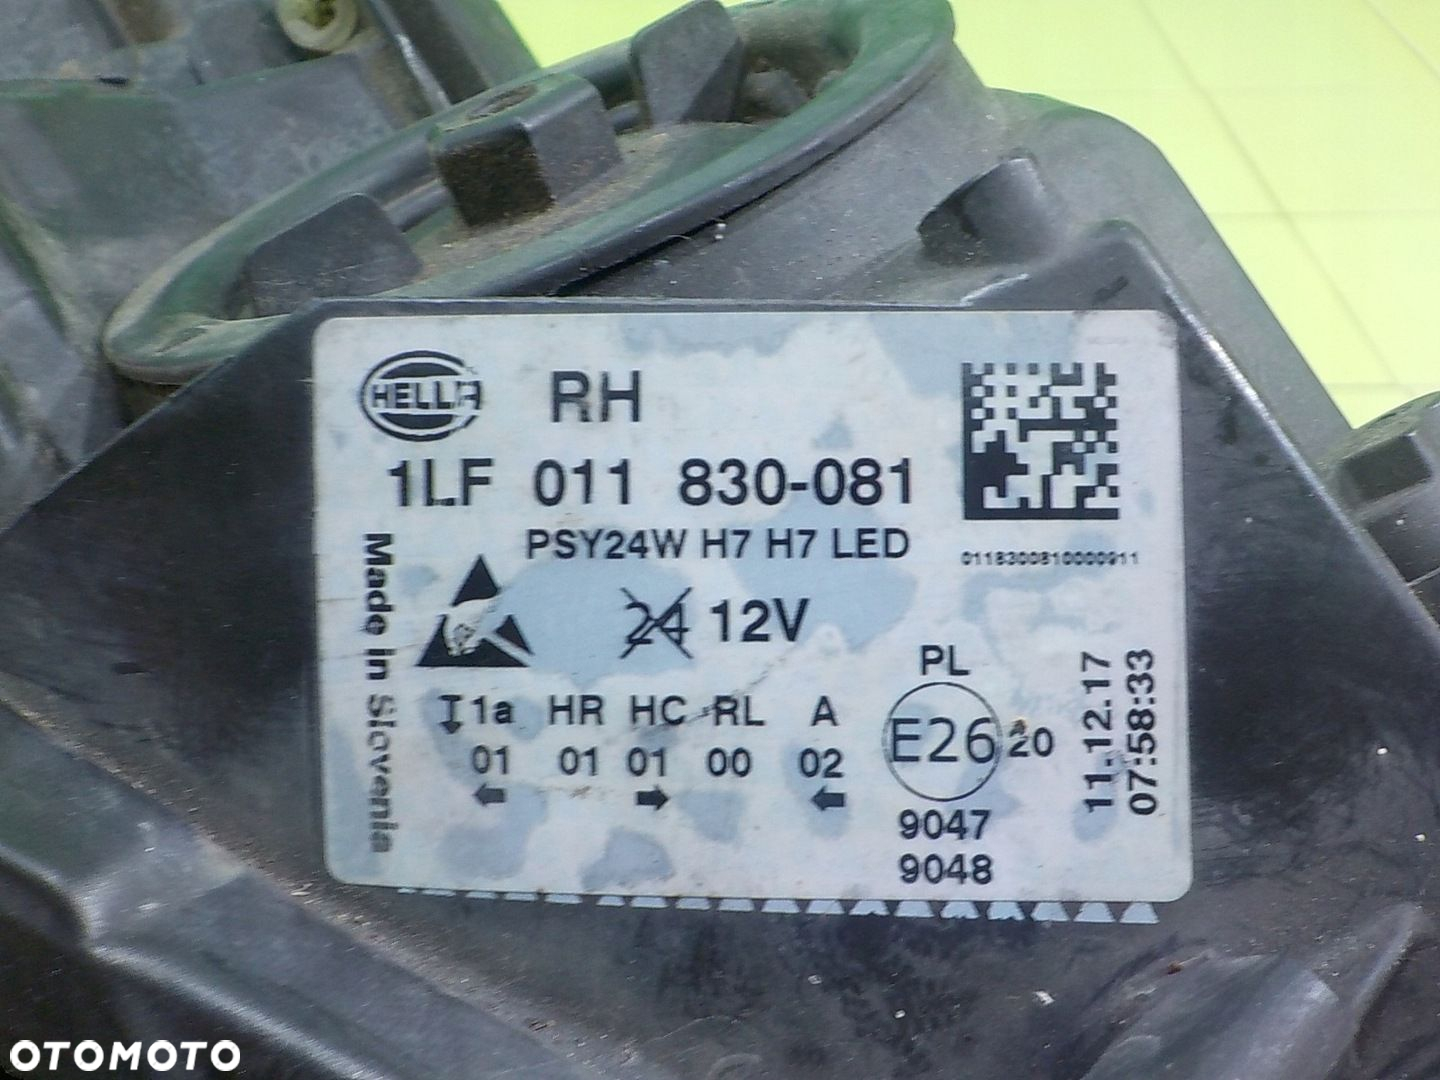 HELLA RH
1LF 011 830-081
PSY24W H7 H7 LED
0118300810000911
Made in Slovenia
24 12V
PL
1a HR HC RL A
01 01 01 00 02
E26 20
9047
9048
11.12.17
07:58:33
OTOMOTO